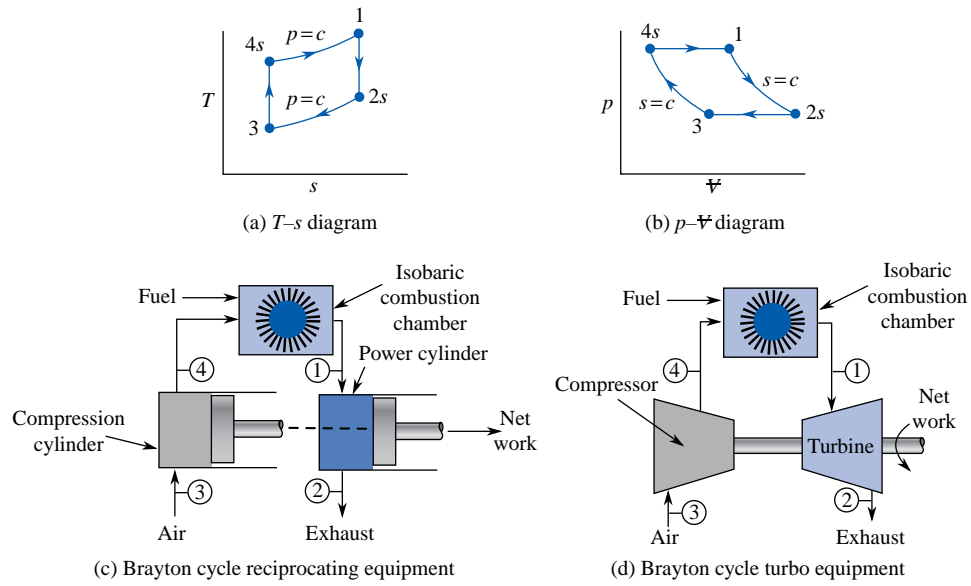 1
4s
p = c
T
p = c
2s
3
s
(a) T–s diagram
4s
1
s = c
p
s = c
3
2s
V
(b) p–V diagram
Fuel
Isobaric
combustion
chamber
Power cylinder
4
1
Compression
cylinder
Net
work
3
2
Air
Exhaust
(c) Brayton cycle reciprocating equipment
Fuel
Isobaric
combustion
chamber
4
1
Compressor
Net
work
Turbine
3
2
Air
Exhaust
(d) Brayton cycle turbo equipment